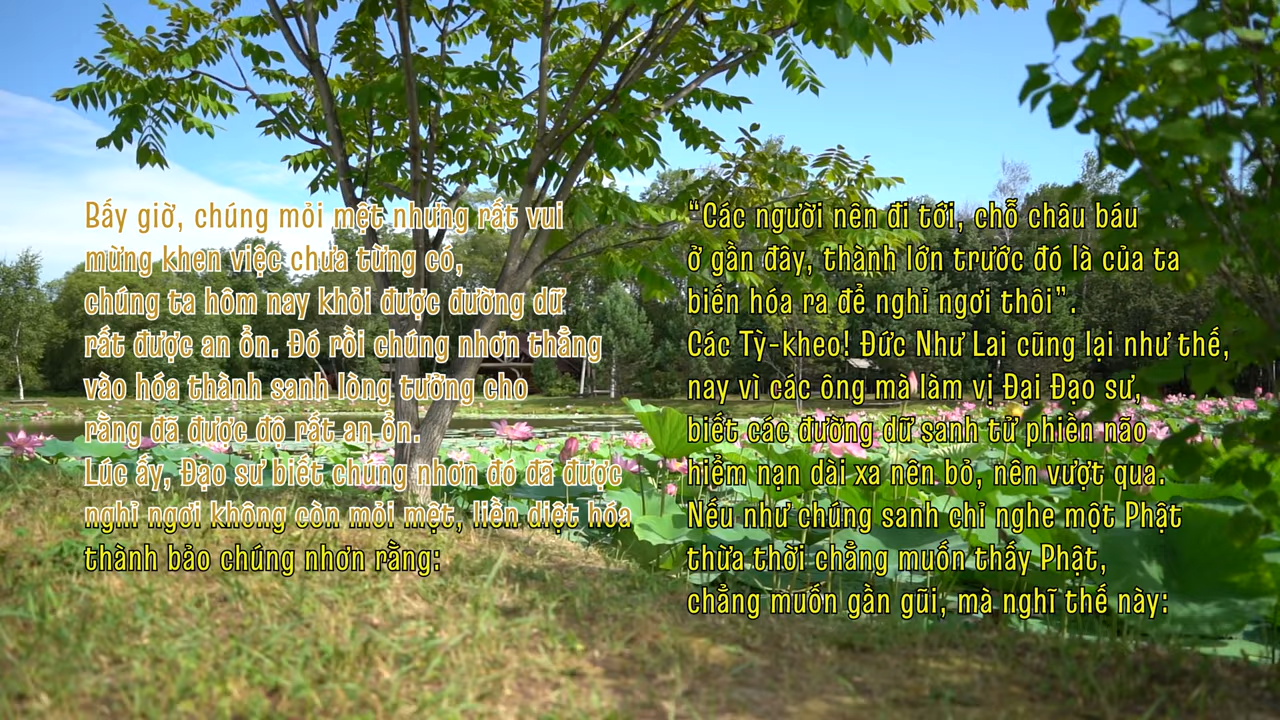 Bấy giờ, chúng mỏi mệt nhưng rất vui
mừng khen việc chưa từng có,
chúng ta hôm nay khỏi được đường dữ
rất được an ổn. Đó rồi chúng nhơn thẳng
vào hóa thành sanh lòng tưởng cho
rằng đã được độ rất an ổn.
Lúc ấy, Đạo sư biết chúng nhơn đó đã được
nghỉ ngơi không còn mỏi mệt, liền diệt hóa
thành bảo chúng nhơn rằng:
“Các người nên đi tới, chỗ châu báu
ở gần đây, thành lớn trước đó là của ta
biến hóa ra để nghỉ ngơi thôi”.
Các Tỳ-kheo! Đức Như Lai cũng lại như thế,
nay vì các ông mà làm vị Đại Đạo sư,
biết các đường dữ sanh tử phiền não
hiểm nạn dài xa nên bỏ, nên vượt qua.
Nếu như chúng sanh chỉ nghe một Phật
thừa thời chẳng muốn thấy Phật,
chẳng muốn gần gũi, mà nghĩ thế này: